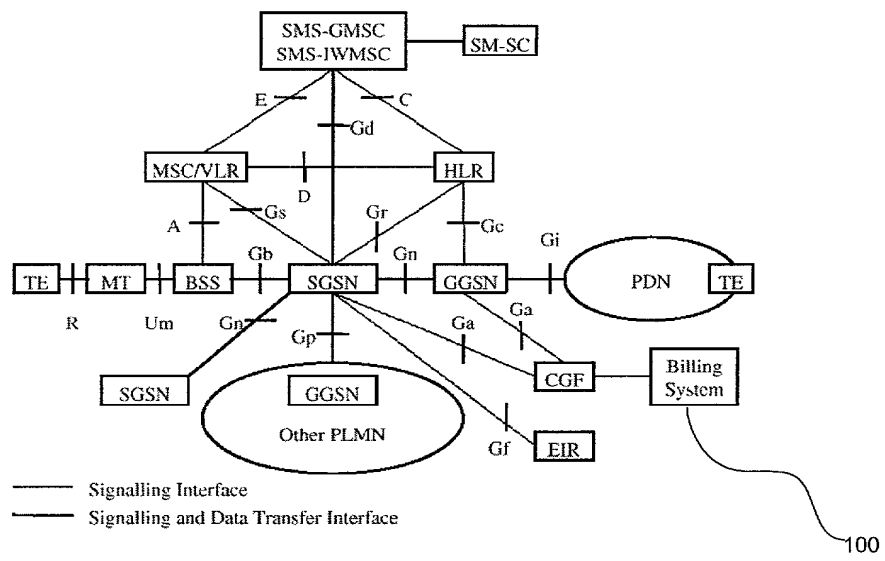 SMS-GMSC
SMS-IWMSC
SM-SC
E
C
Gd
MSC/VLR
HLR
D
A
Gs
Gr
Gc
Gb
Gn
Gi
TE
MT
BSS
SGSN
GGSN
PDN
TE
R
Um
Gn
Gp
Ga
Ga
SGSN
GGSN
CGF
Billing
System
Other PLMN
Gf
EIR
Signalling Interface
Signalling and Data Transfer Interface
100